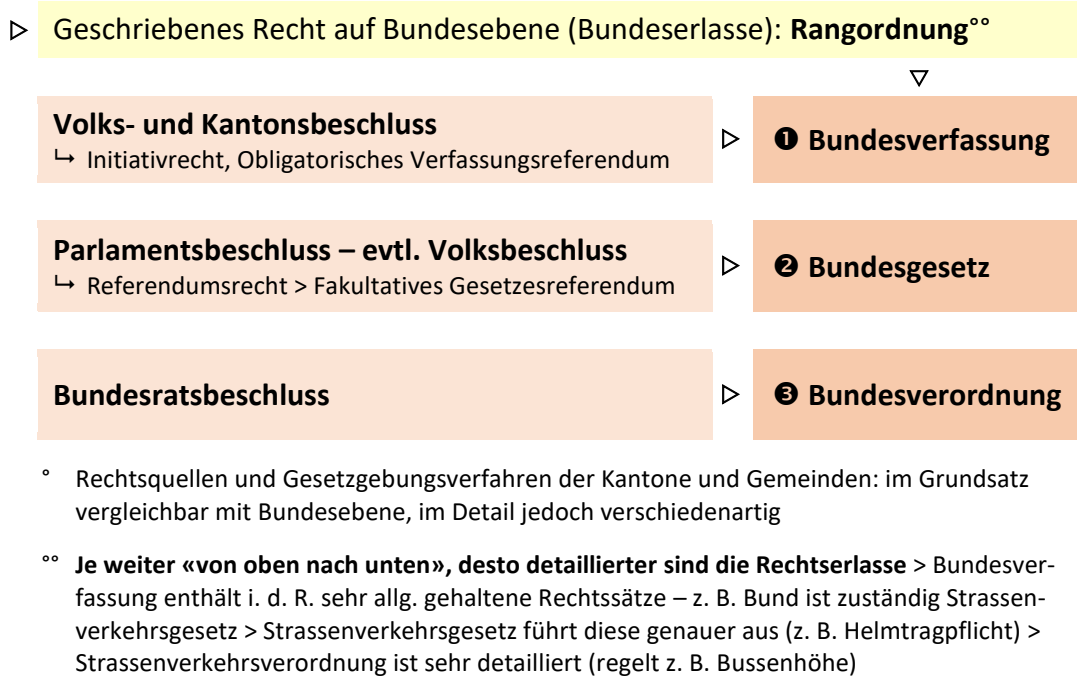 ▷ Geschriebenes Recht auf Bundesebene (Bundeserlasse): Rangordnung°°
▽
Volks- und Kantonsbeschluss
↪ Initiativrecht, Obligatorisches Verfassungsreferendum
▷ ❶ Bundesverfassung
Parlamentsbeschluss – evtl. Volksbeschluss
↪ Referendumsrecht > Fakultatives Gesetzesreferendum
▷ ❷ Bundesgesetz
Bundesratsbeschluss
▷ ❸ Bundesverordnung
° Rechtsquellen und Gesetzgebungsverfahren der Kantone und Gemeinden: im Grundsatz
vergleichbar mit Bundesebene, im Detail jedoch verschiedenartig
°° Je weiter «von oben nach unten», desto detaillierter sind die Rechtserlasse > Bundesver-
fassung enthält i. d. R. sehr allg. gehaltene Rechtssätze – z. B. Bund ist zuständig Strassen-
verkehrsgesetz > Strassenverkehrsgesetz führt diese genauer aus (z. B. Helmtragpflicht) >
Strassenverkehrsverordnung ist sehr detailliert (regelt z. B. Bussenhöhe)